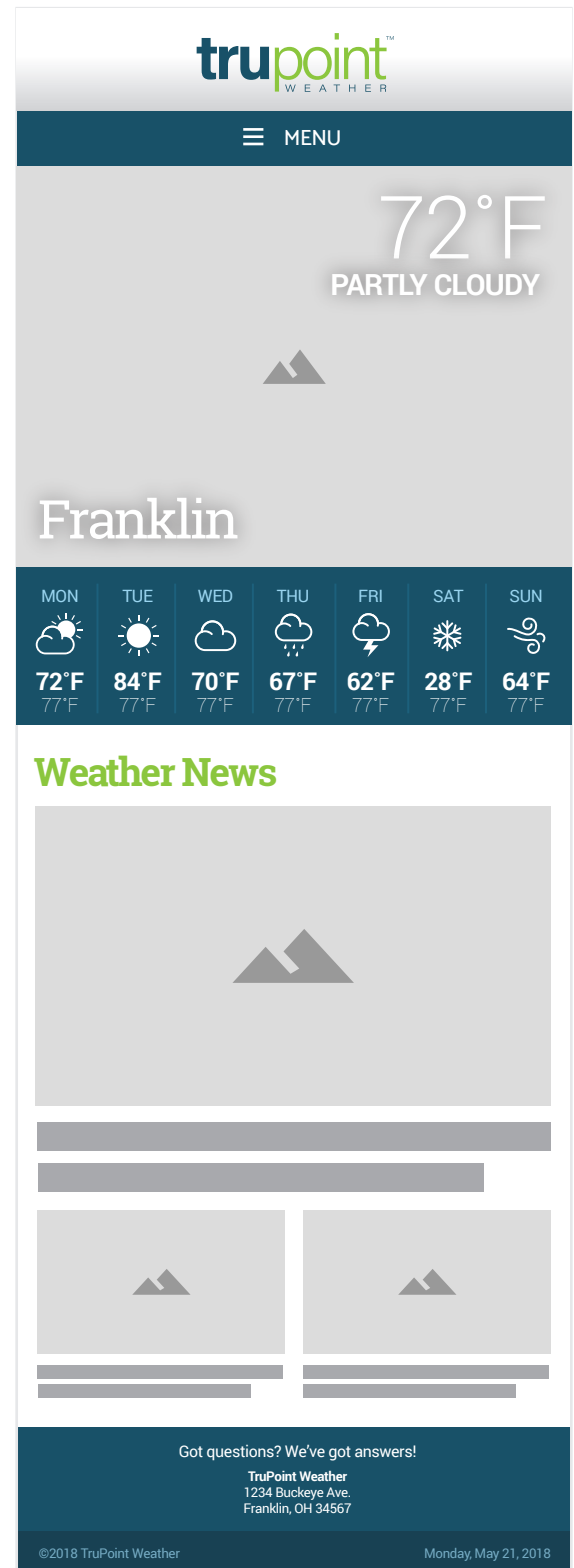 trupoint™
WEATHER
MENU
72°F
PARTLY CLOUDY
Franklin
MON TUE WED THU FRI SAT SUN
72°F 84°F 70°F 67°F 62°F 28°F 64°F
77°F 77°F 77°F 77°F 77°F 77°F 77°F
Weather News
Got questions? We've got answers!
TruPoint Weather
1234 Buckeye Ave.
Franklin, OH 34567
©2018 TruPoint Weather Monday, May 21, 2018